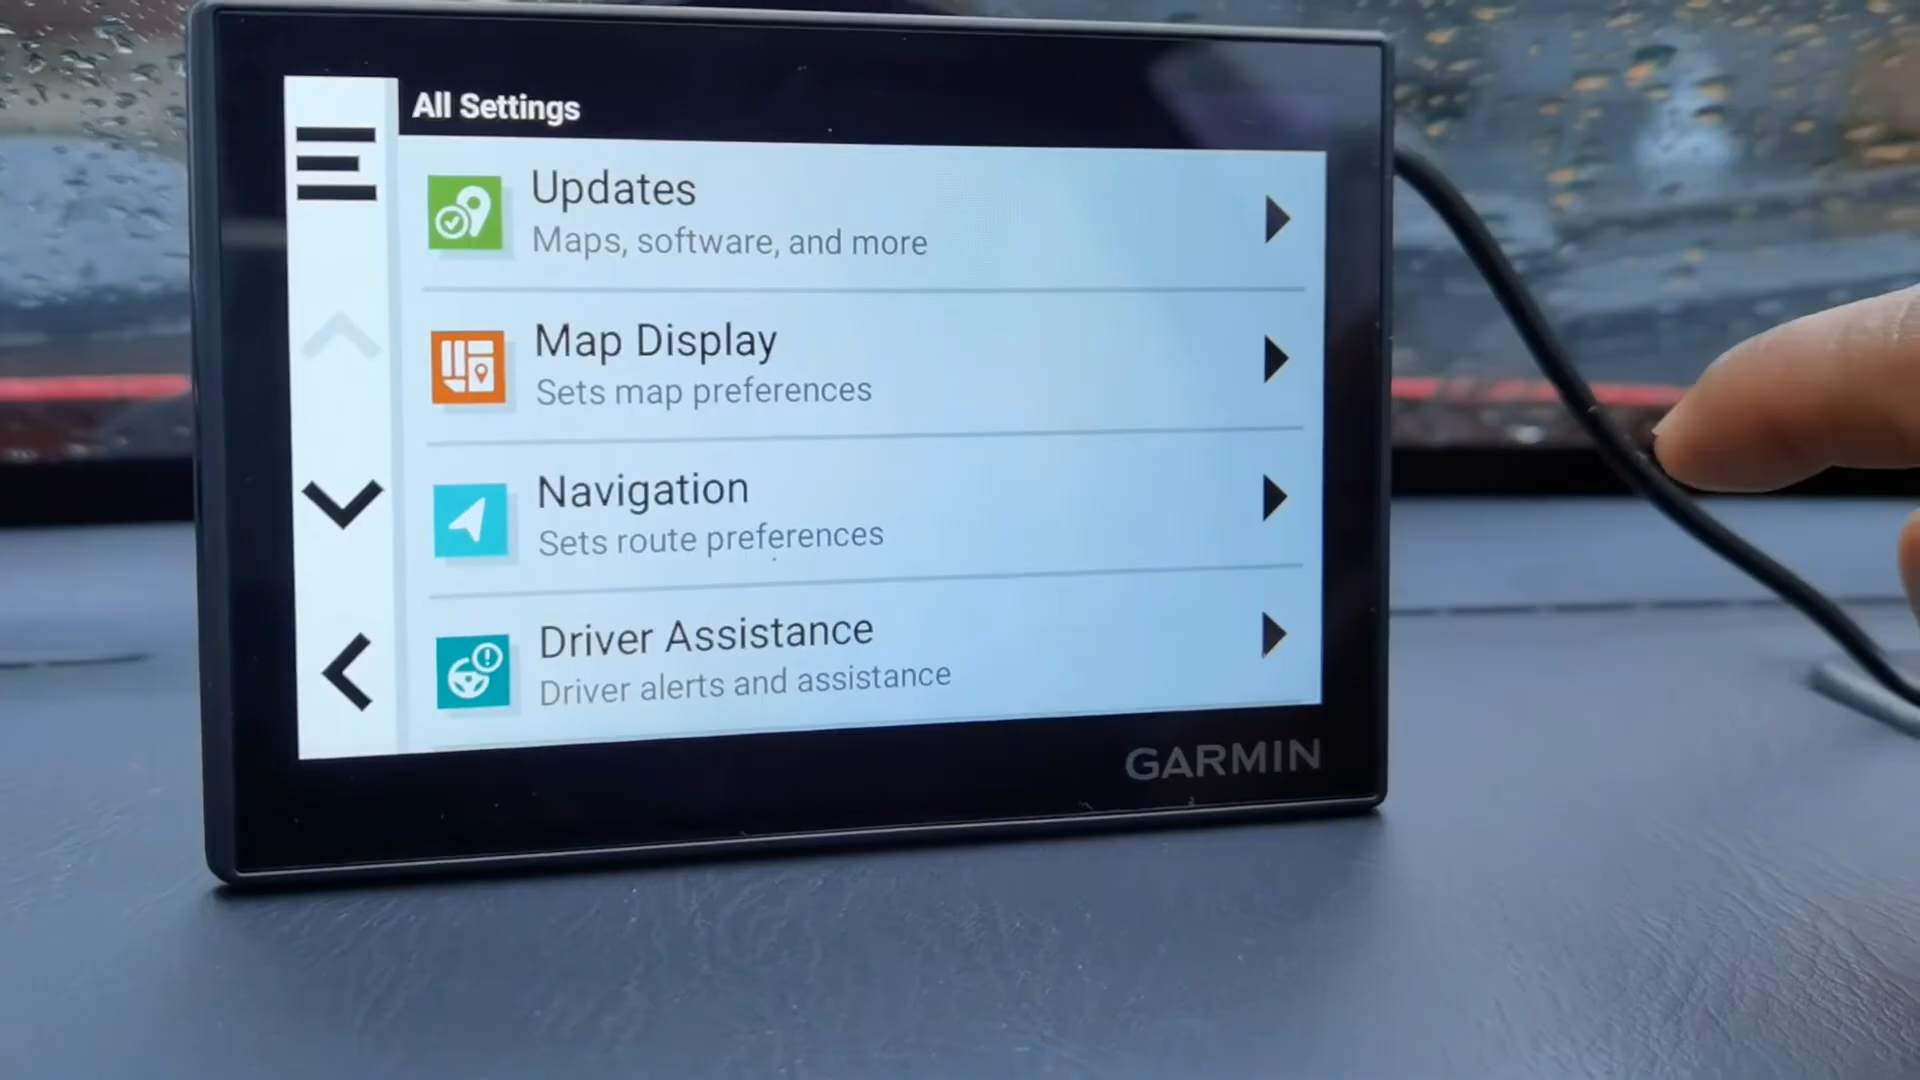 All Settings
Updates
Maps, software, and more
Map Display
Sets map preferences
Navigation
Sets route preferences
Driver Assistance
Driver alerts and assistance
GARMIN